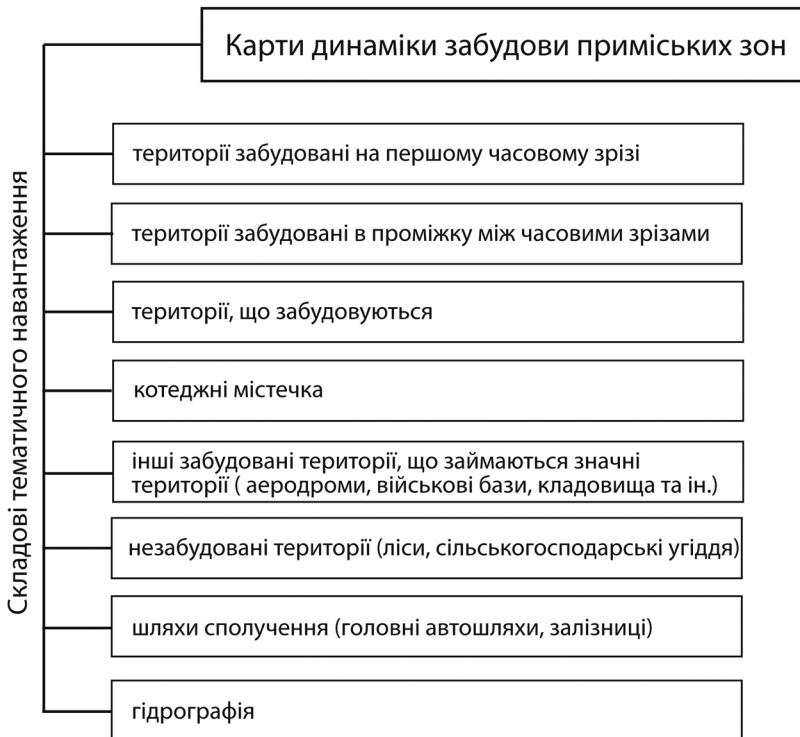 Карти динаміки забудови приміських зон
Складові тематичного навантаження
території забудовані на першому часовому зрізі
території забудовані в проміжку між часовими зрізами
території, що забудовуються
котеджні містечка
інші забудовані території, що займаються значні
території ( аеродроми, військові бази, кладовища та ін.)
незабудовані території (ліси, сільськогосподарські угіддя)
шляхи сполучення (головні автошляхи, залізниці)
гідрографія